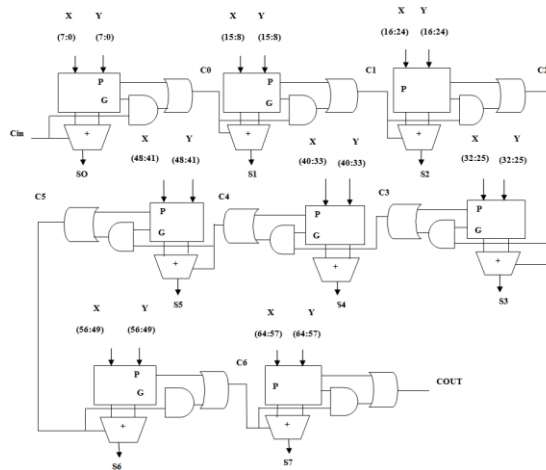 X Y X Y X Y
(7:0) (7:0) C0 (15:8) (15:8) C1 (16:24) (16:24) C2
P P P
G G
Cin + + +
SO S1 S2
X Y X Y X Y
(48:41) (48:41) (40:33) (40:33) (32:25) (32:25)
C5 C4 C3
P P P
G G G
+ + +
S5 S4 S3
X Y X Y
(56:49) (56:49) (64:57) (64:57)
C6
P P COUT
G
+ +
S6 S7